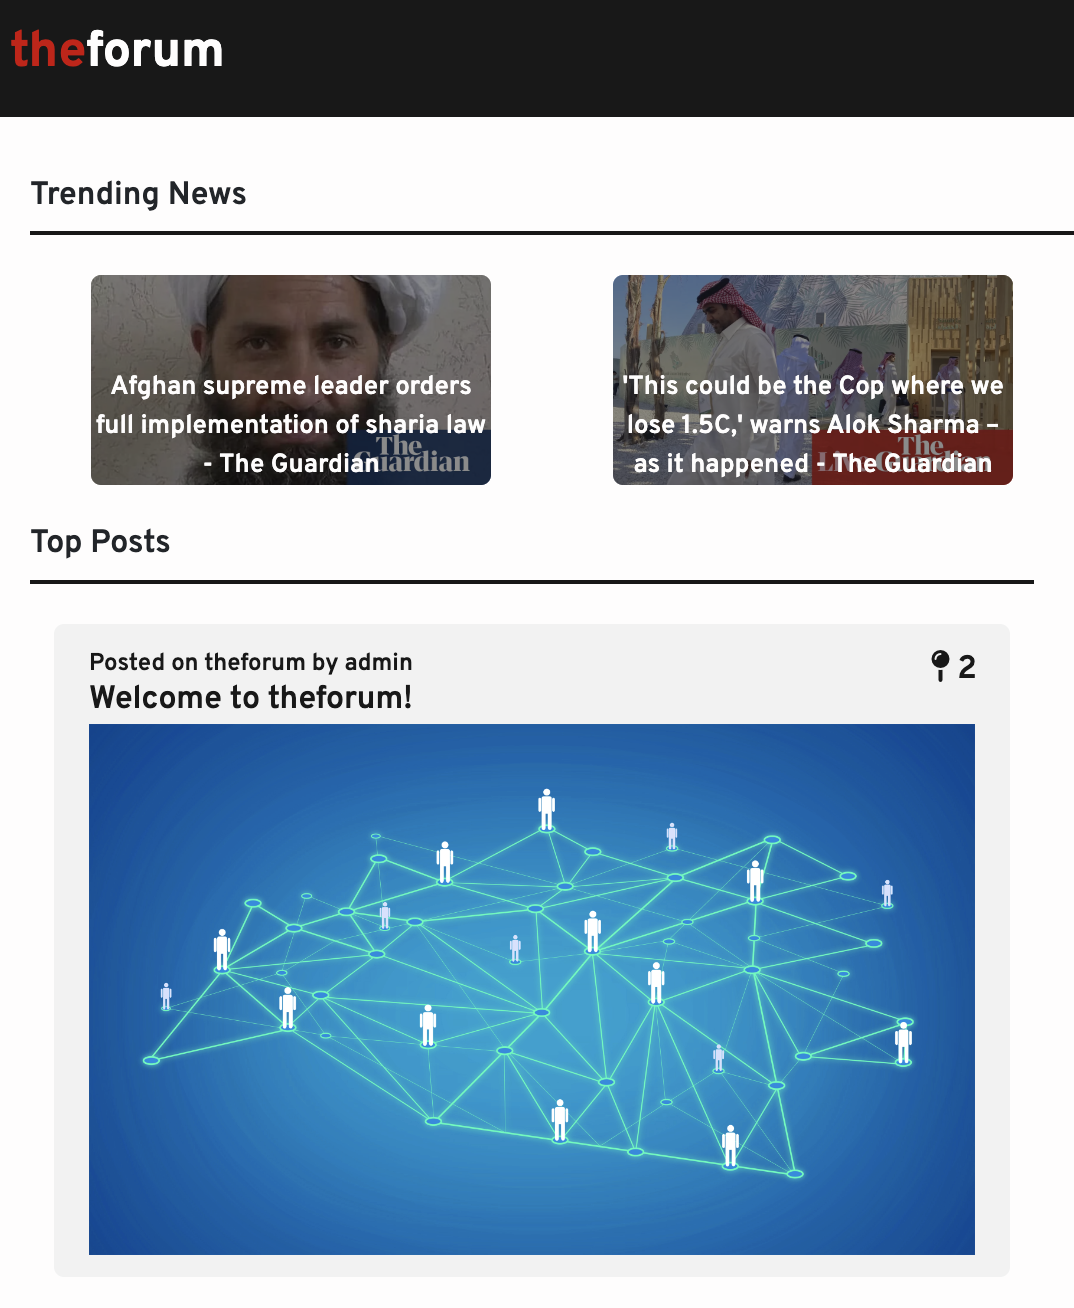 theforum
Trending News
Afghan supreme leader orders
full implementation of sharia law
- The Guardian
The
Guardian
'This could be the Cop where we
lose 1.5C,' warns Alok Sharma –
as it happened - The Guardian
The
Live Guardian
Top Posts
Posted on theforum by admin
2
Welcome to theforum!